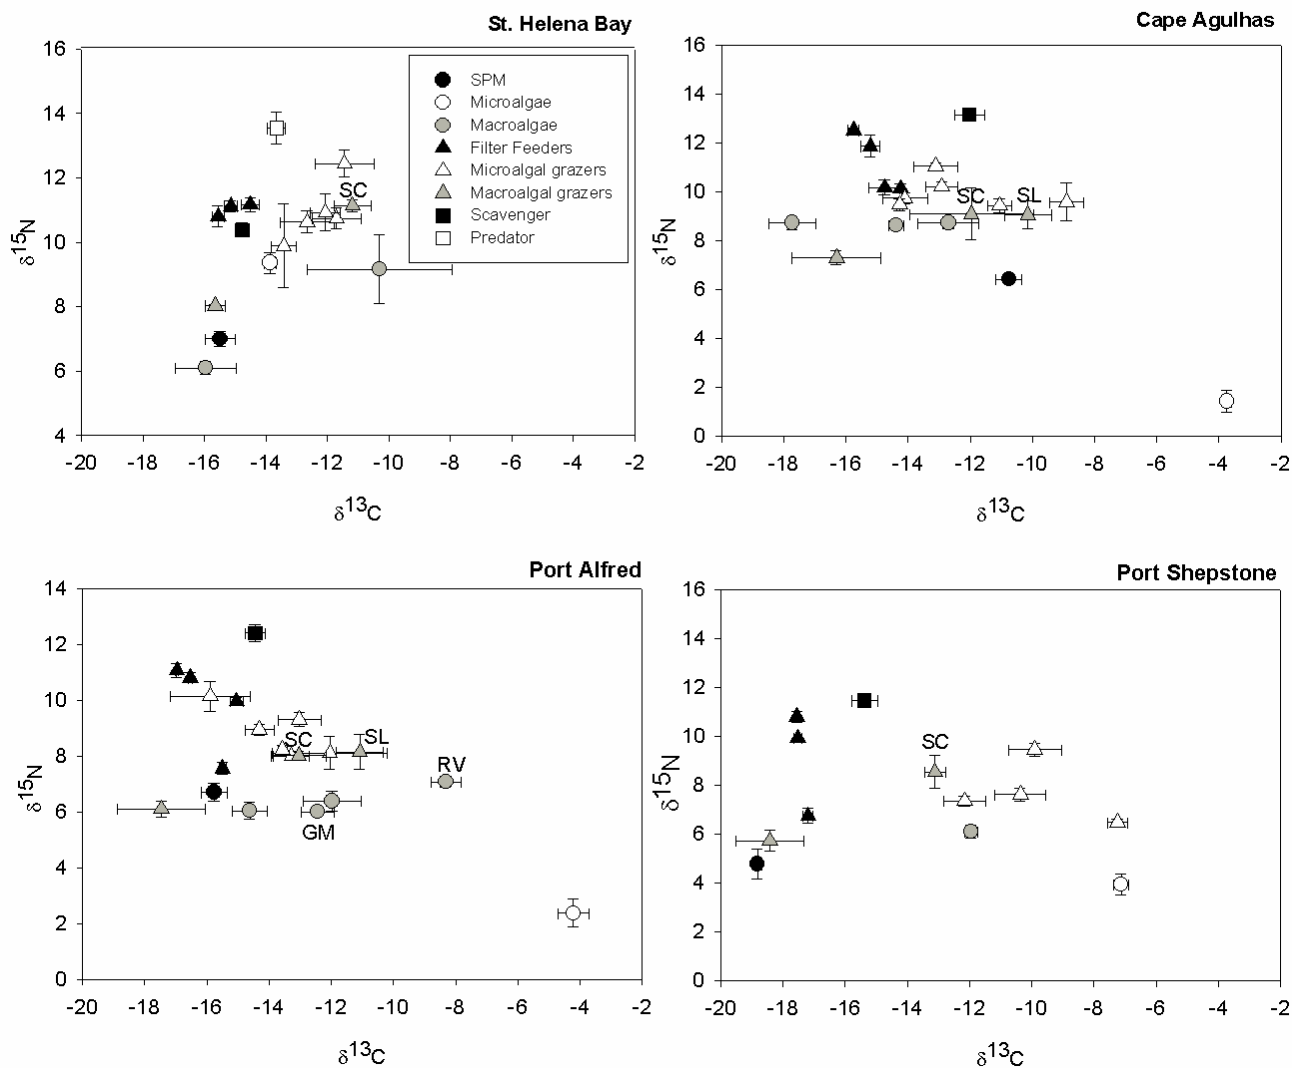 St. Helena Bay
16
14
12
10
8
6
4
δ15N
SPM
Microalgae
Macroalgae
Filter Feeders
Microalgal grazers
Macroalgal grazers
Scavenger
Predator
SC
-20 -18 -16 -14 -12 -10 -8 -6 -4 -2
δ13C
Cape Agulhas
16
14
12
10
8
6
4
2
0
δ15N
SC SL
-20 -18 -16 -14 -12 -10 -8 -6 -4 -2
δ13C
Port Alfred
14
12
10
8
6
4
2
0
δ15N
SC SL
RV
GM
-20 -18 -16 -14 -12 -10 -8 -6 -4 -2
δ13C
Port Shepstone
16
14
12
10
8
6
4
2
0
δ15N
SC
-20 -18 -16 -14 -12 -10 -8 -6 -4 -2
δ13C